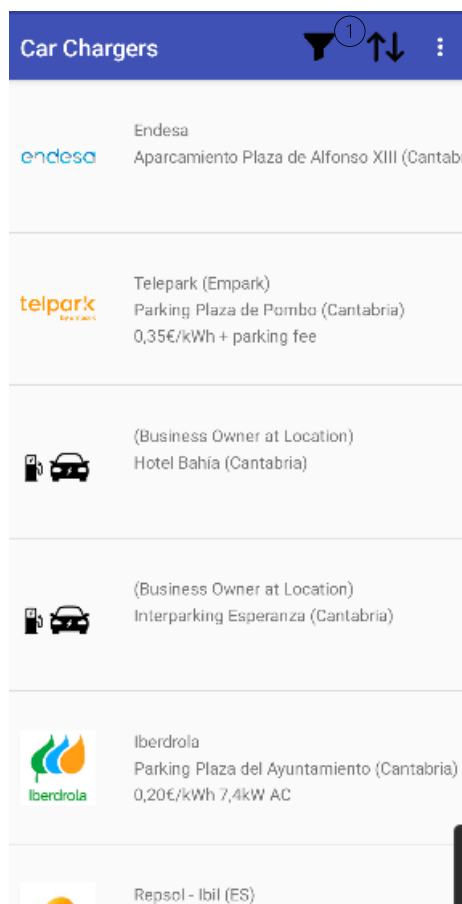 Car Chargers
1
endesa
Endesa
Aparcamiento Plaza de Alfonso XIII (Cantab
telpark
Telepark (Empark)
Parking Plaza de Pombo (Cantabria)
0,35€/kWh + parking fee
(Business Owner at Location)
Hotel Bahía (Cantabria)
(Business Owner at Location)
Interparking Esperanza (Cantabria)
Iberdrola
Iberdrola
Parking Plaza del Ayuntamiento (Cantabria)
0,20€/kWh 7,4kW AC
Repsol - Ibil (ES)